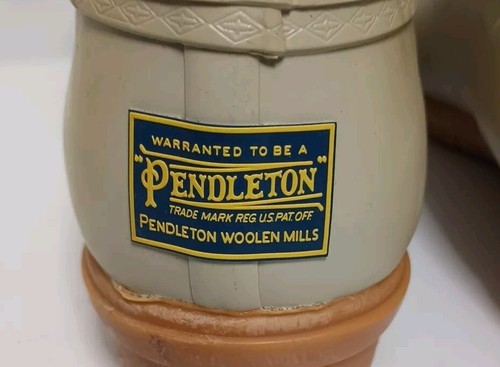 WARRANTED TO BE A
"PENDLETON"
TRADE MARK REG. U.S. PAT. OFF.
PENDLETON WOOLEN MILLS